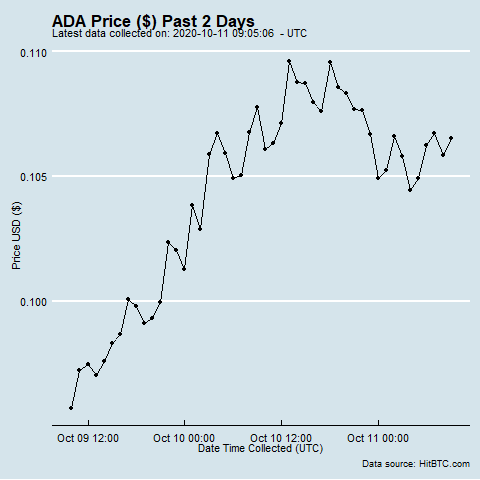 ADA Price ($) Past 2 Days
Latest data collected on: 2020-10-11 09:05:06 - UTC
0.110
0.105
0.100
Price USD ($)
Oct 09 12:00 Oct 10 00:00 Oct 10 12:00 Oct 11 00:00
Date Time Collected (UTC)
Data source: HitBTC.com